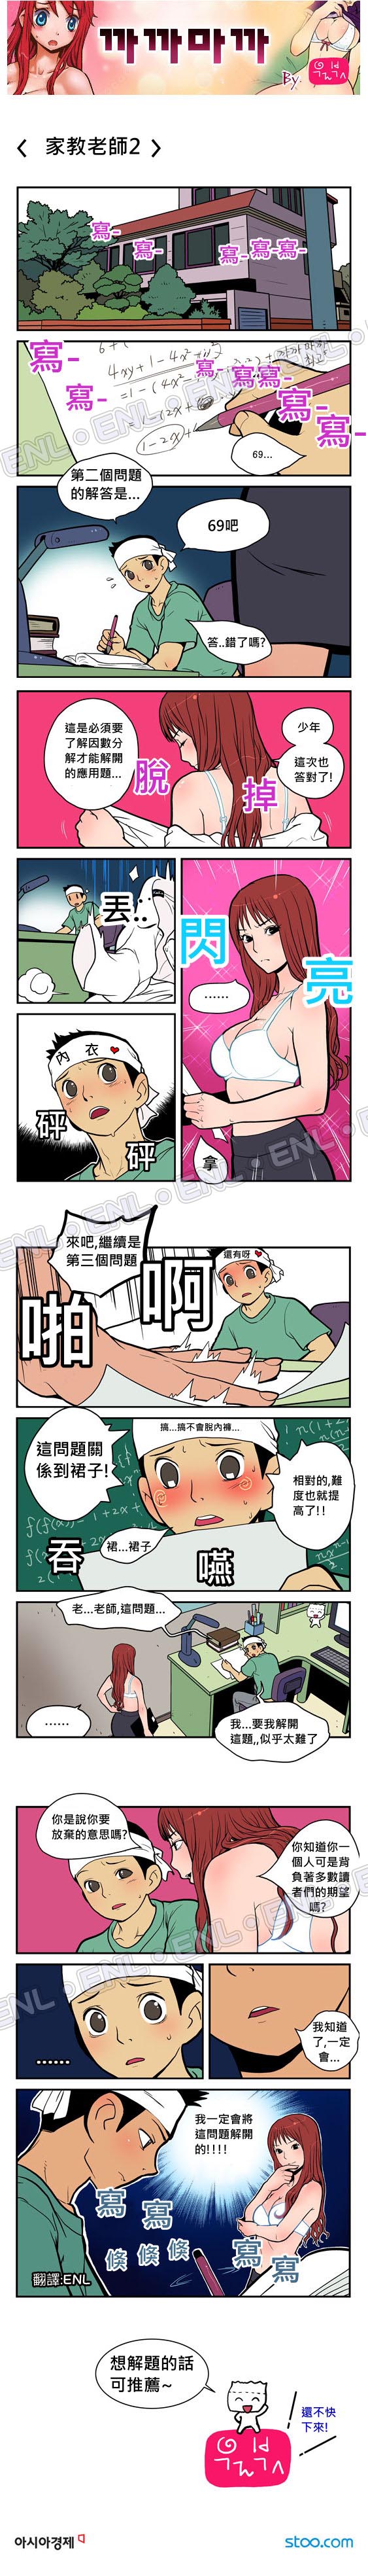 까까마까
By.
< 家教老師2 >
寫-
寫-
寫-
寫-
寫-
寫-
寫-
寫-
寫-
寫-
寫-
寫-
69...
第二個問題
的解答是...
69吧
答..錯了嗎?
這是必須要
了解因數分
解才能解開
的應用題...
少年
這次也
答對了!
脫
掉
丟..
閃
亮
......
拿
內衣
砰
砰
來吧,繼續是
第三個問題
還有呀
啪
啊
搞...搞不會脫內褲...
這問題關
係到裙子!
相對的,難
度也就提
高了!!
裙...裙子
吞
嚥
老...老師,這問題...
......
我...要我解開
這題,,似乎太難了
你是說你要
放棄的意思嗎?
你知道你一
個人可是背
負著多數讀
者們的期望
嗎?
......
我知道
了,一定
會...
我一定會將
這問題解開
的!!!!
寫
寫
條
條
條
寫
寫
翻譯:ENL
想解題的話
可推薦~
還不快
下來!
아시아경제
stoo.com
ENL